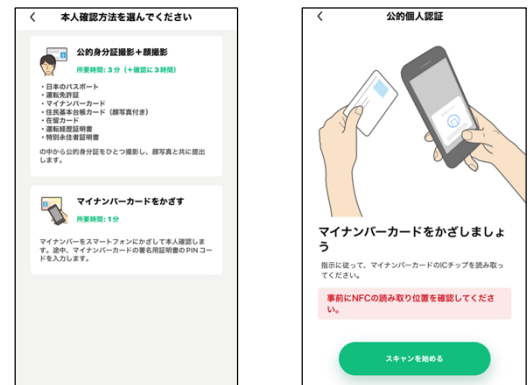 本人確認方法を選んでください
公的身分証撮影＋顔撮影
所要時間：3分（＋確認に3時間）
・日本のパスポート
・運転免許証
・マイナンバーカード
・住民基本台帳カード（顔写真付き）
・在留カード
・運転経歴証明書
・特別永住者証明書
の中から公的身分証をひとつ撮影し、顔写真と共に提出
します。
マイナンバーカードをかざす
所要時間：1分
マイナンバーをスマートフォンにかざして本人確認しま
す。途中、マイナンバーカードの署名用証明書のPINコー
ドを入力します。
公的個人認証
マイナンバーカードをかざしましょ
う
指示に従って、マイナンバーカードのICチップを読み取っ
てください。
事前にNFCの読み取り位置を確認してくださ
い。
スキャンを始める